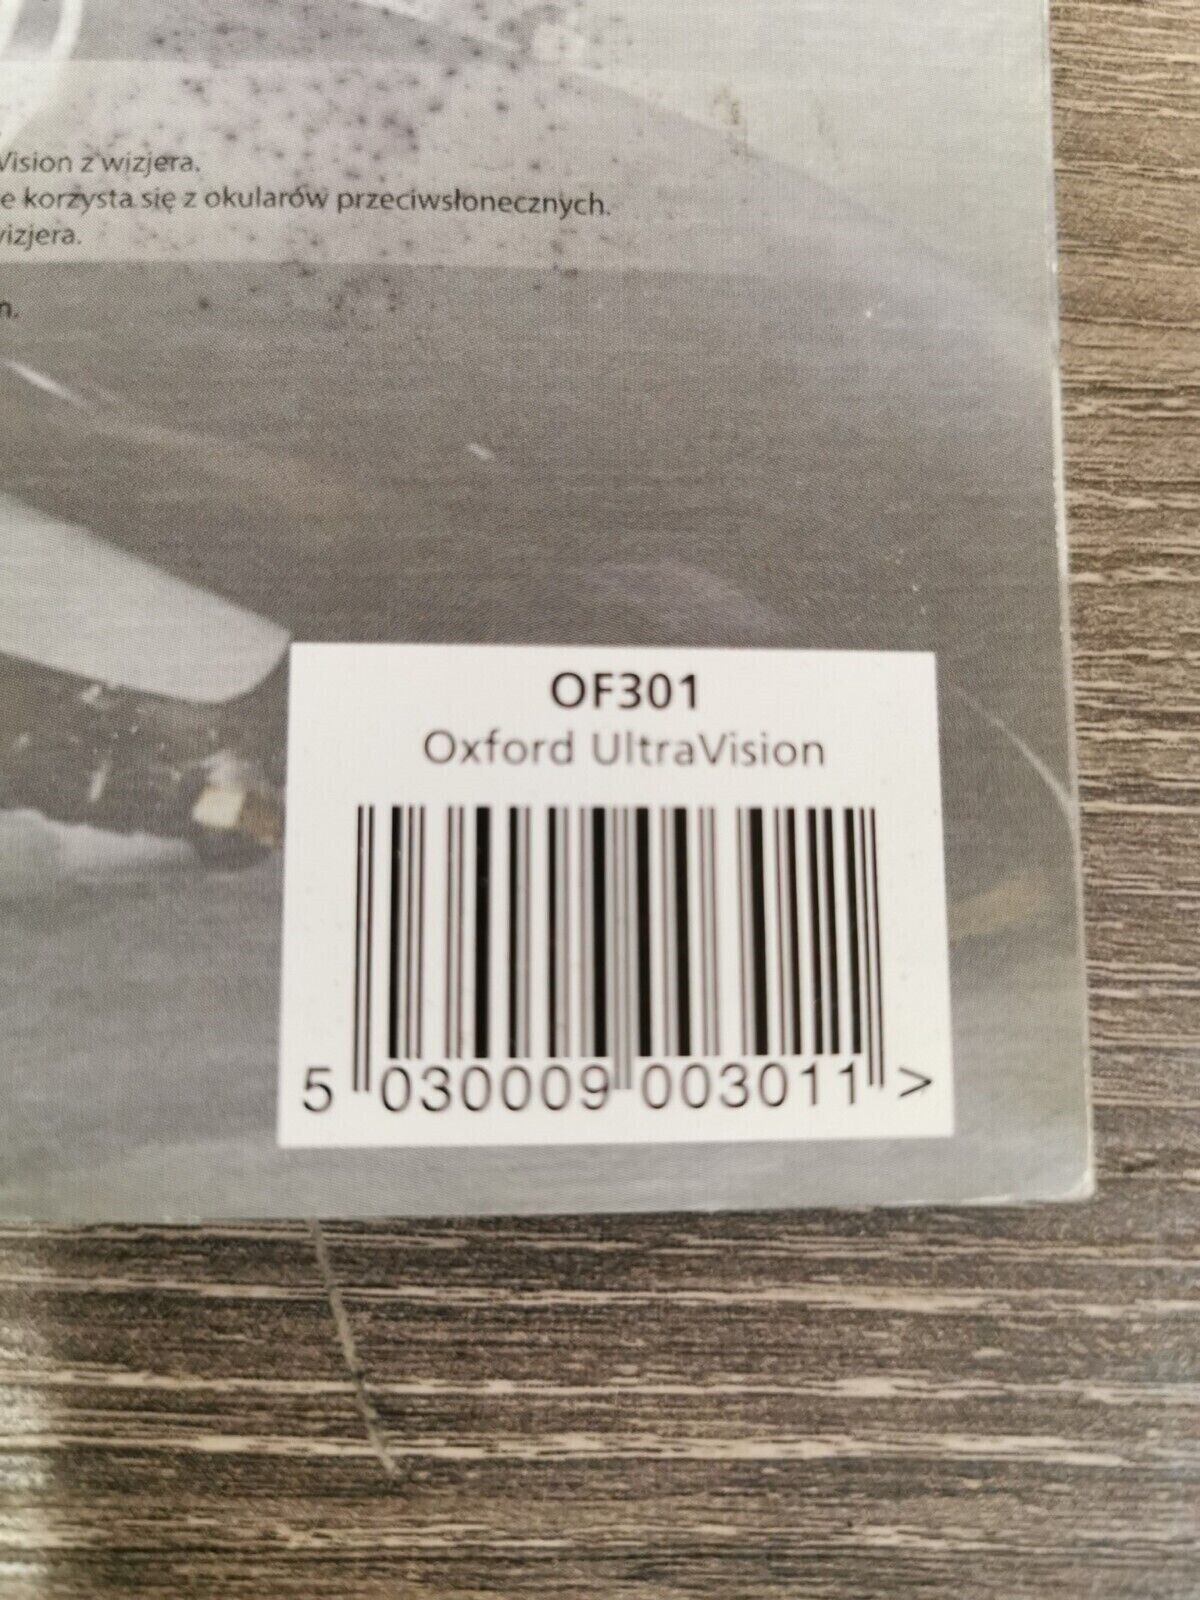 Vision z wizjera.
e korzysta się z okularów przeciwsłonecznych.
wizjera.
n.
OF301
Oxford UltraVision
5 030009 003011 >